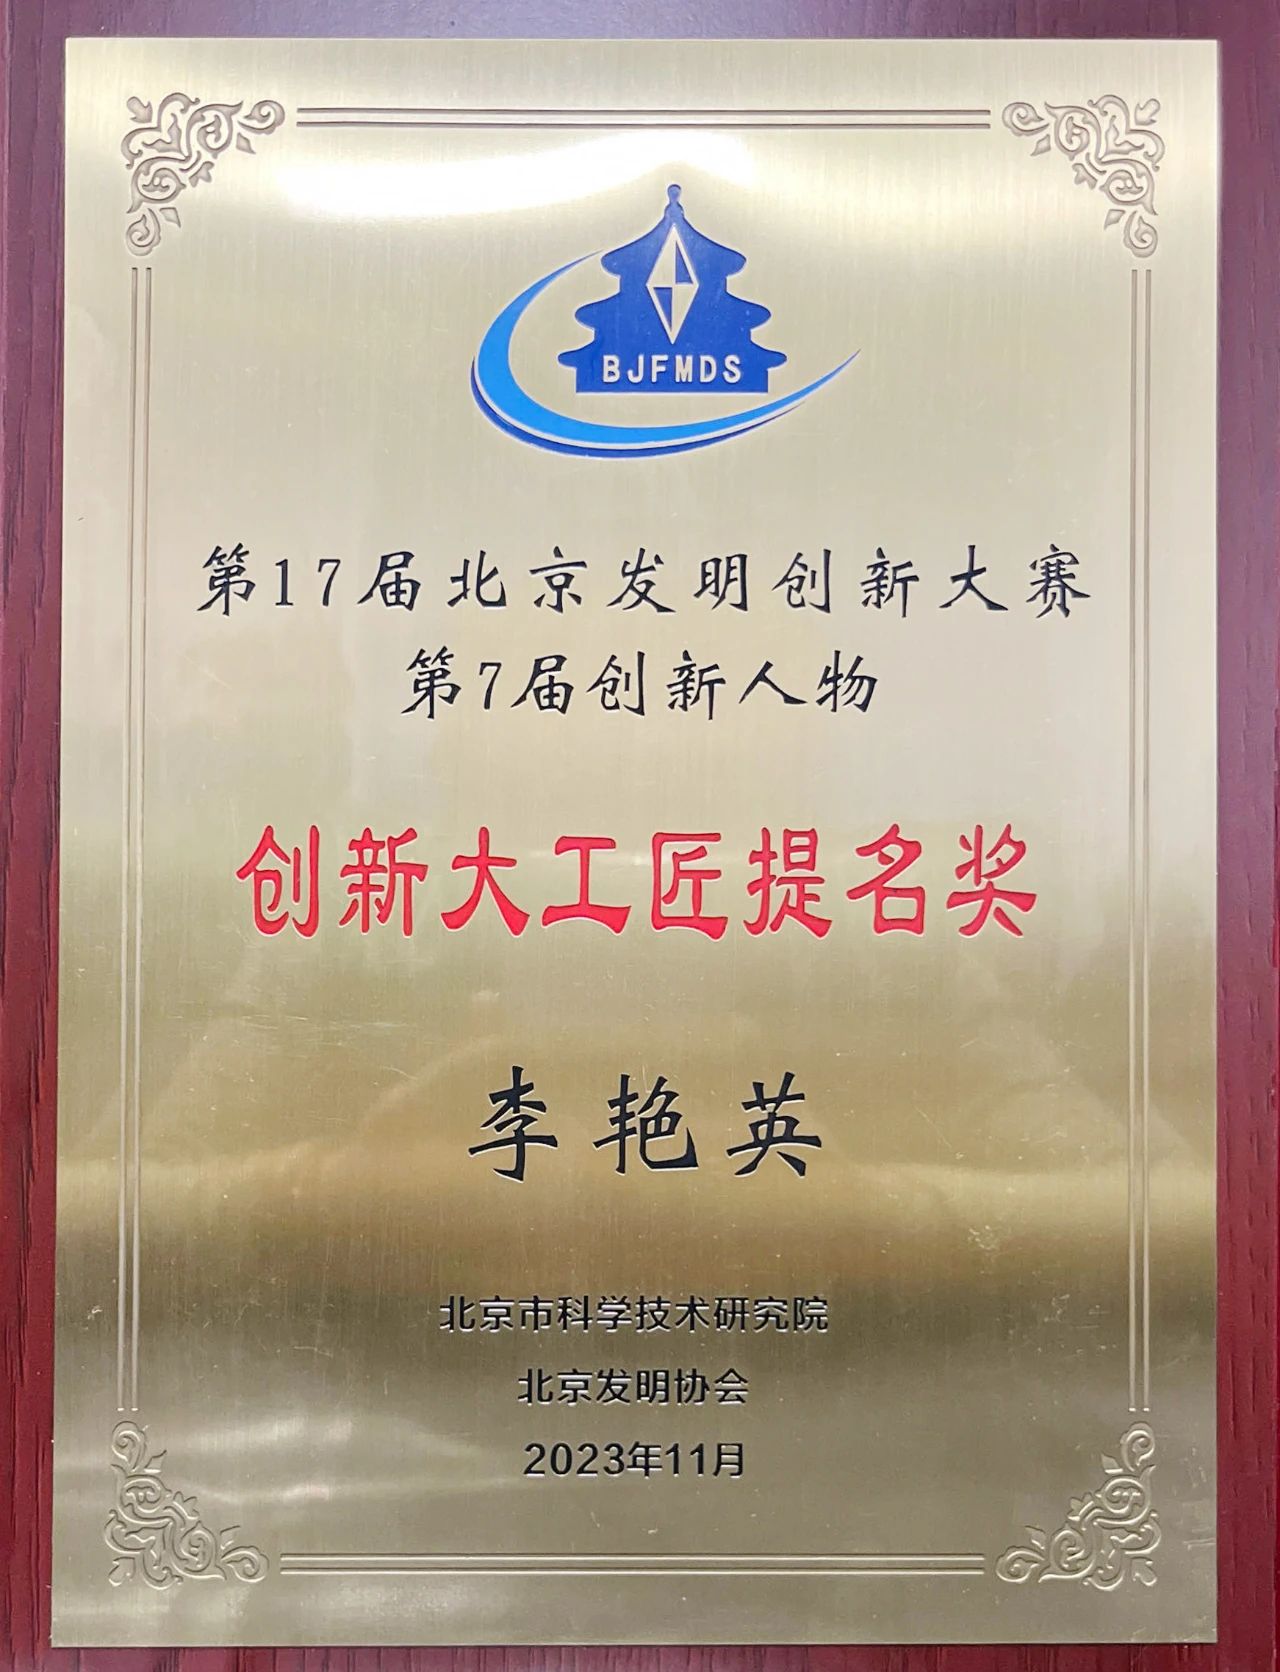 BJFMDS
第17届北京发明创新大赛
第7届创新人物
创新大工匠提名奖
李艳英
北京市科学技术研究院
北京发明协会
2023年11月